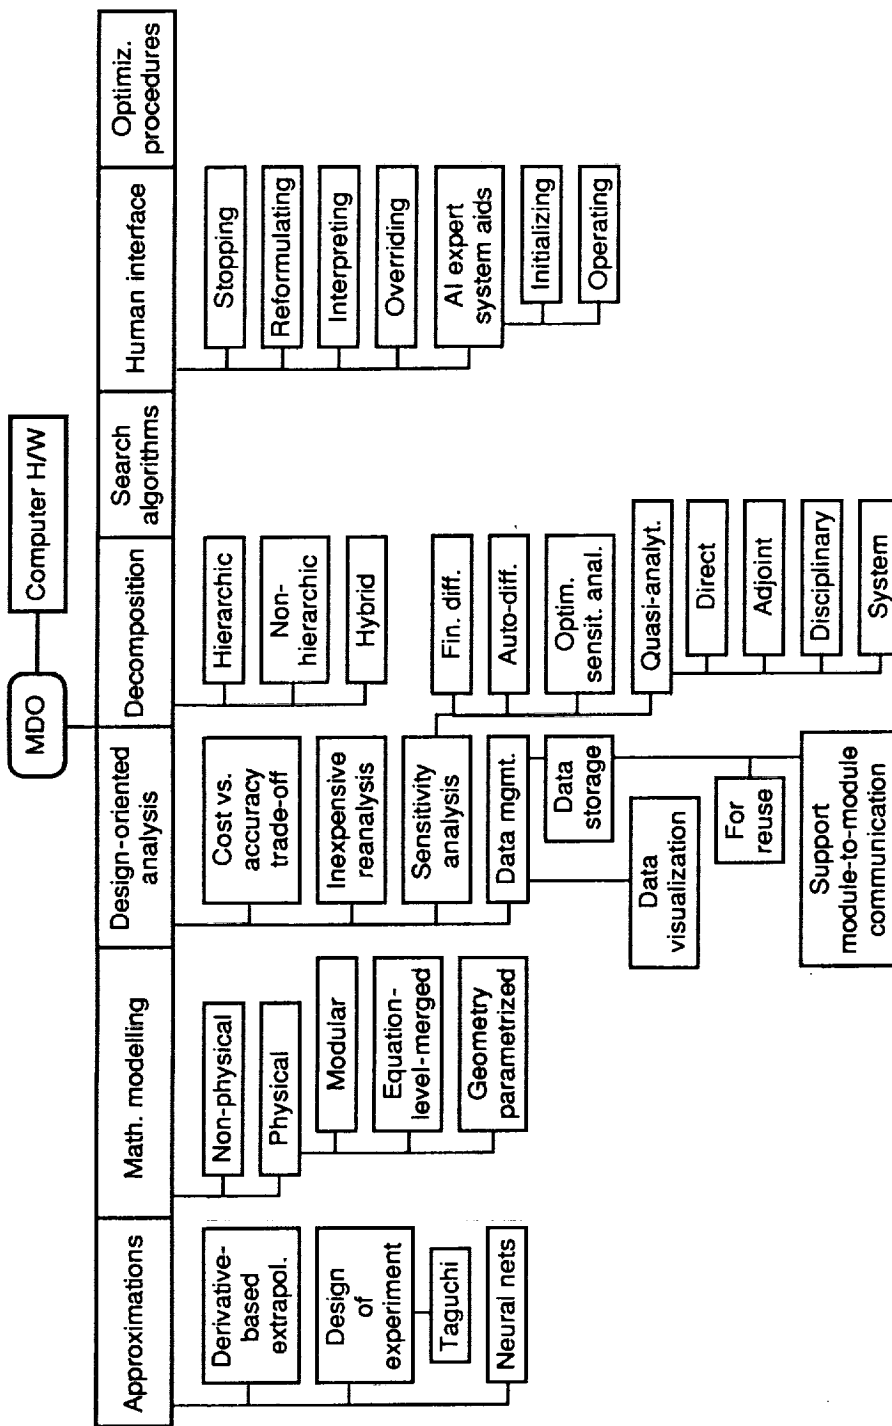 MDO
Computer H/W
Approximations
Math. modelling
Design-oriented
analysis
Decomposition
Search
algorithms
Human interface
Optimiz.
procedures
Derivative-
based
extrapol.
Design
of
experiment
Taguchi
Neural nets
Non-physical
Physical
Modular
Equation-
level-merged
Geometry
parametrized
Cost vs.
accuracy
trade-off
Inexpensive
reanalysis
Sensitivity
analysis
Data mgmt.
Data
visualization
Data
storage
For
reuse
Support
module-to-module
communication
Hierarchic
Non-
hierarchic
Hybrid
Fin. diff.
Auto-diff.
Optim.
sensit. anal.
Quasi-analyt.
Direct
Adjoint
Disciplinary
System
Stopping
Reformulating
Interpreting
Overriding
AI expert
system aids
Initializing
Operating